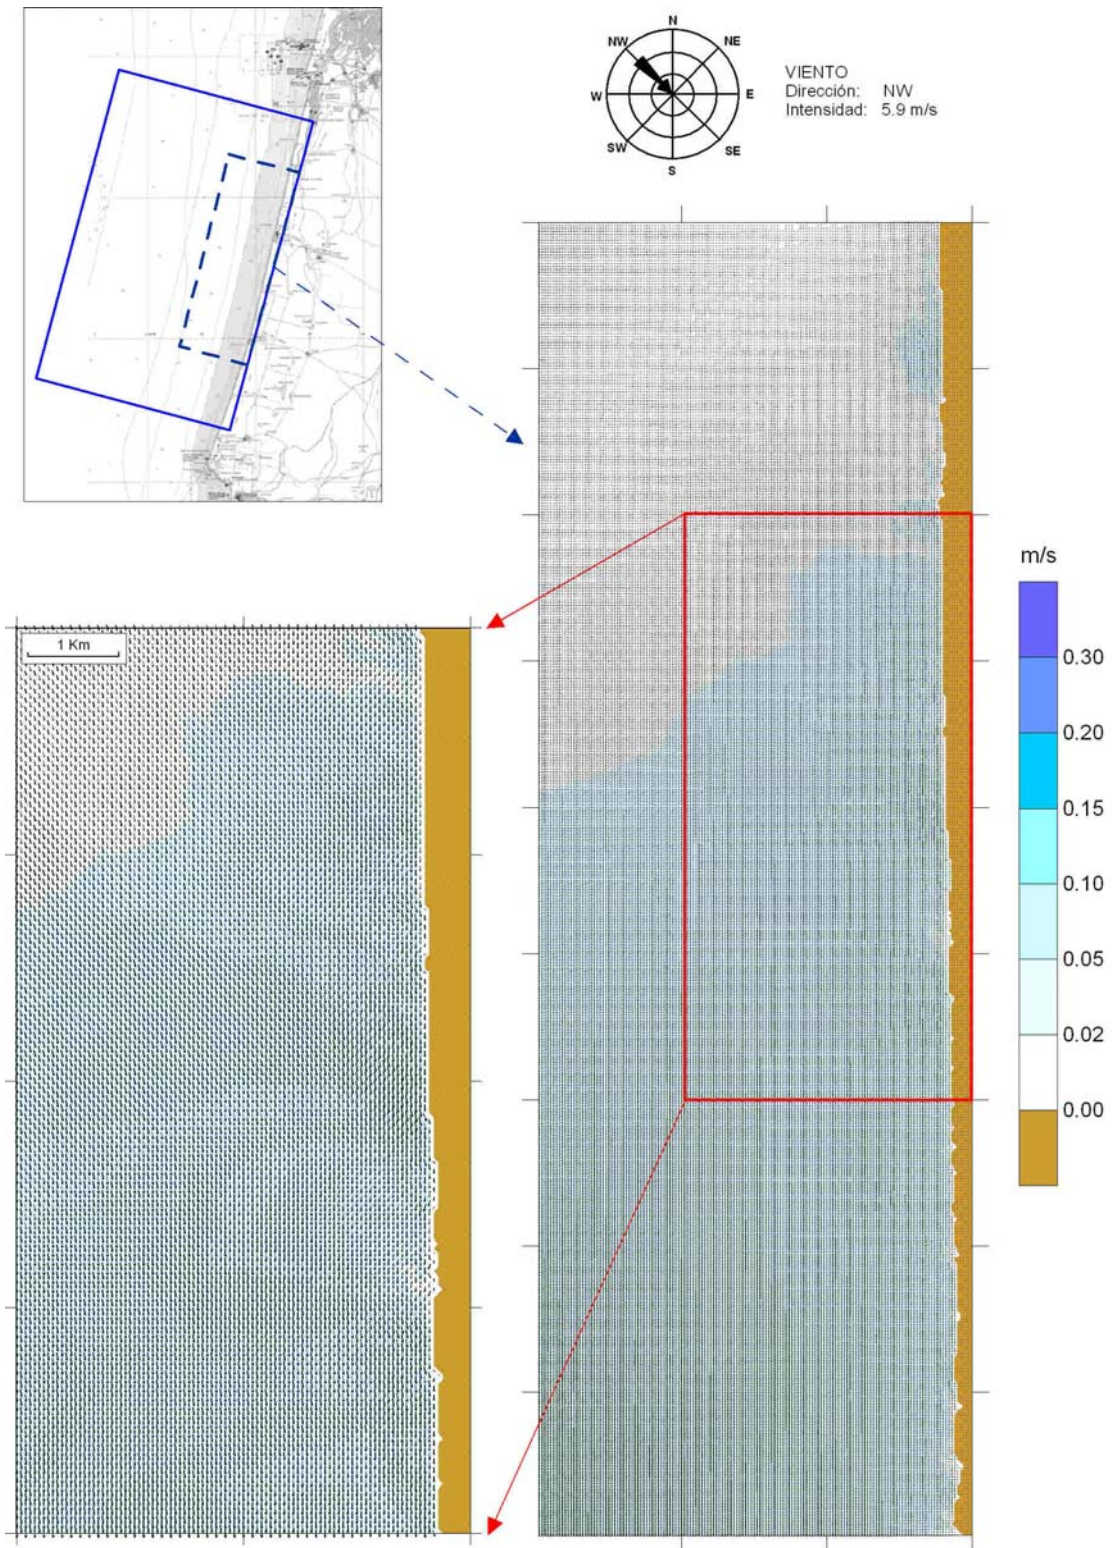 N
NW
NE
W
E
SW
SE
S
VIENTO
Dirección: NW
Intensidad: 5.9 m/s
m/s
0.30
0.20
0.15
0.10
0.05
0.02
0.00
1 Km